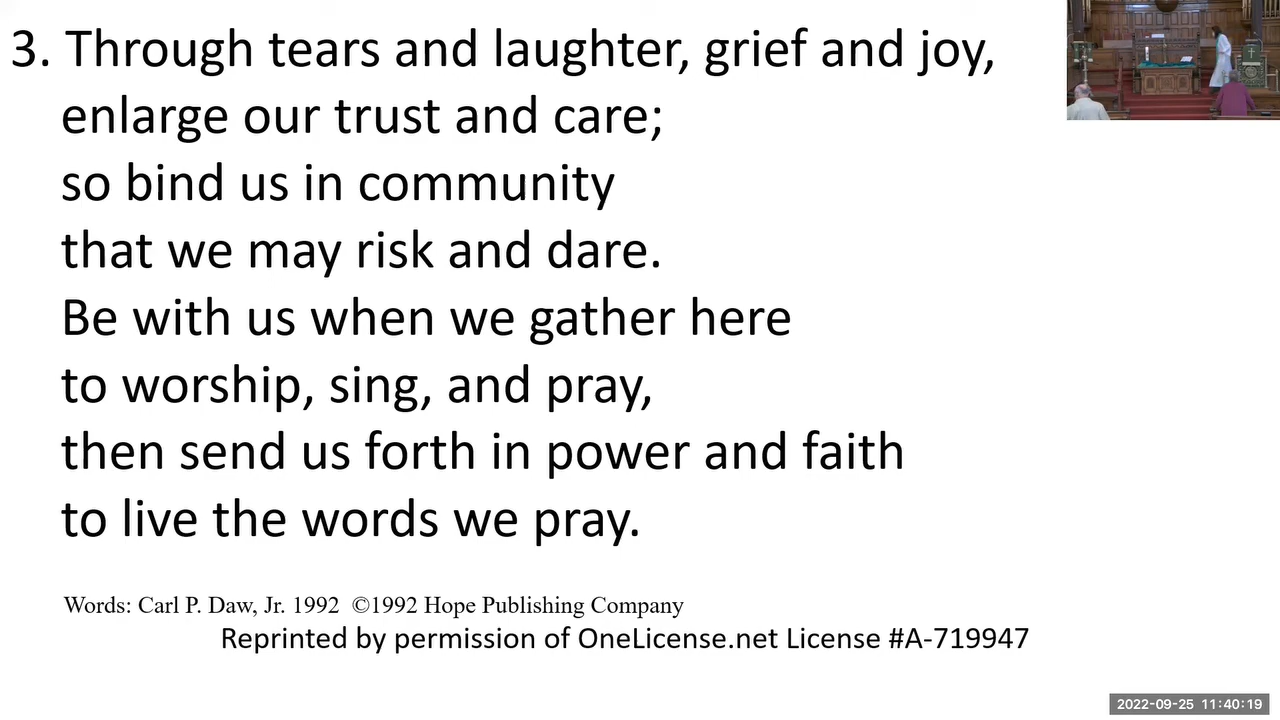 3. Through tears and laughter, grief and joy,
enlarge our trust and care;
so bind us in community
that we may risk and dare.
Be with us when we gather here
to worship, sing, and pray,
then send us forth in power and faith
to live the words we pray.
Words: Carl P. Daw, Jr. 1992 ©1992 Hope Publishing Company
Reprinted by permission of OneLicense.net License #A-719947
2022-09-25 11:40:19